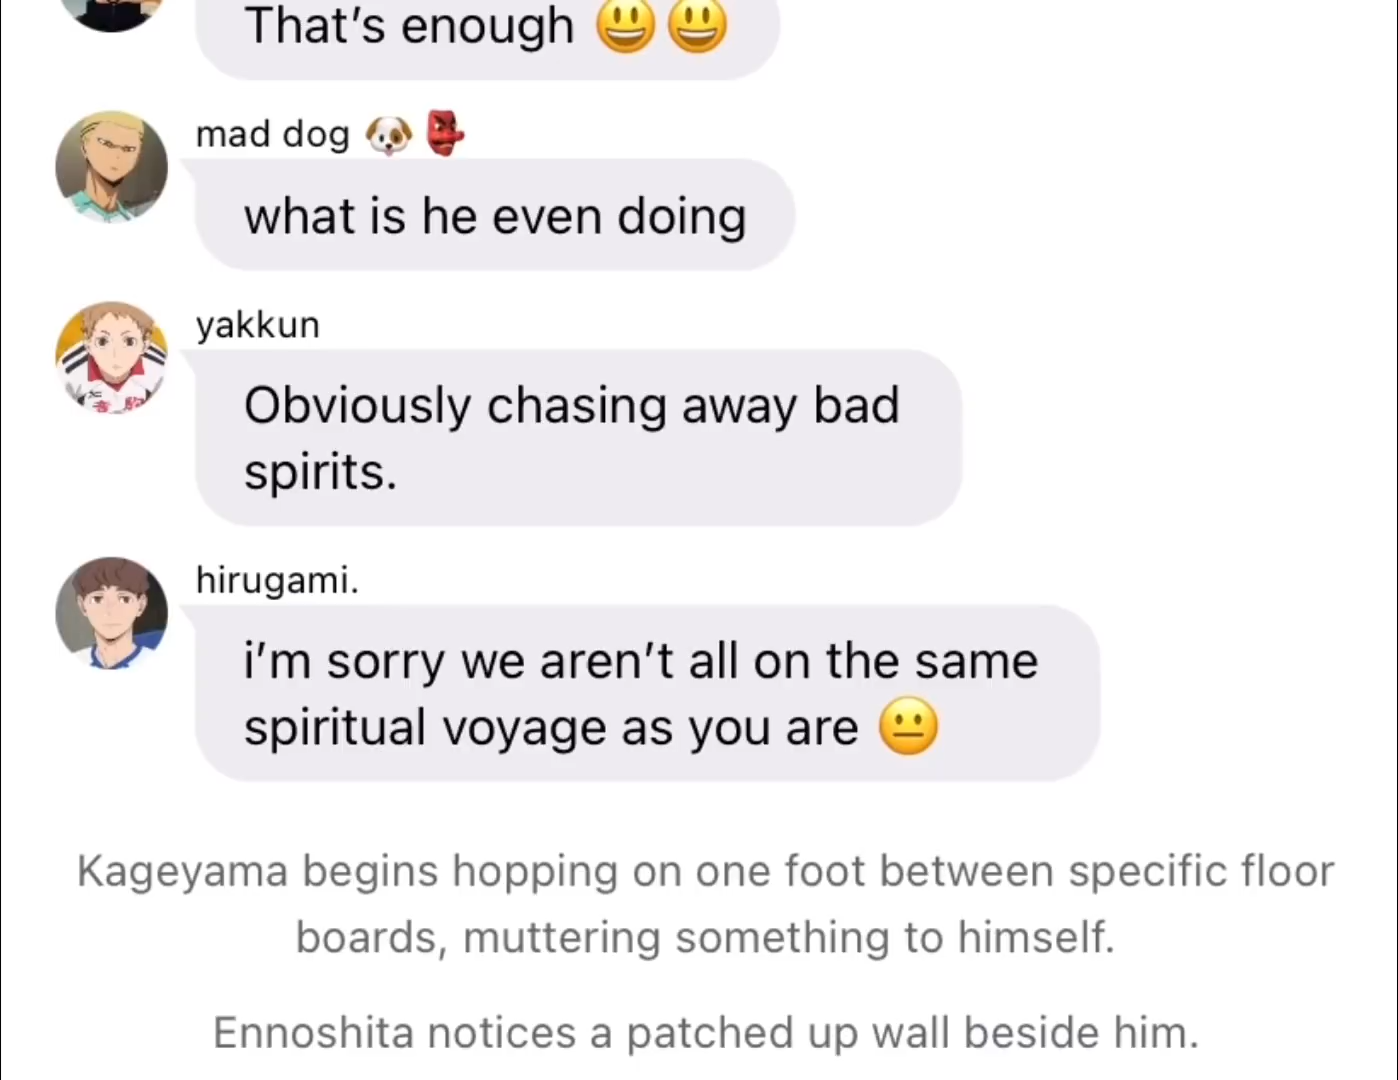 That’s enough 😃😃
mad dog 🐶👺
what is he even doing
yakkun
Obviously chasing away bad
spirits.
hirugami.
i’m sorry we aren’t all on the same
spiritual voyage as you are 😐
Kageyama begins hopping on one foot between specific floor
boards, muttering something to himself.
Ennoshita notices a patched up wall beside him.